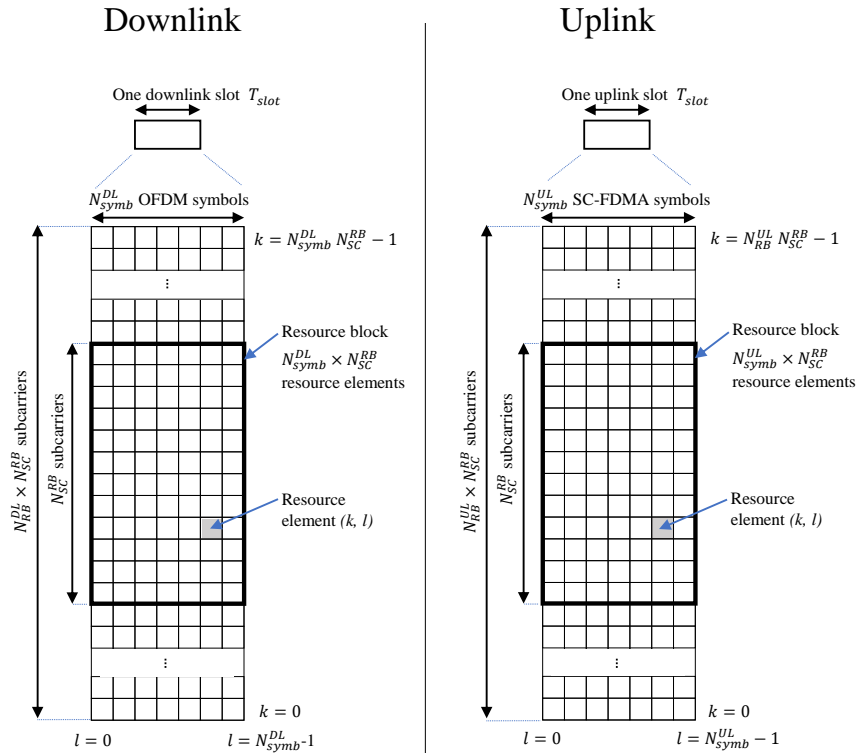 Downlink
One downlink slot T_slot
N_symb^DL OFDM symbols
k = N_symb^DL N_SC^RB − 1
⋮
Resource block
N_symb^DL × N_SC^RB
resource elements
N_RB^DL × N_SC^RB subcarriers
N_SC^RB subcarriers
Resource
element (k, l)
⋮
k = 0
l = 0
l = N_symb^DL-1
Uplink
One uplink slot T_slot
N_symb^UL SC-FDMA symbols
k = N_RB^UL N_SC^RB − 1
⋮
Resource block
N_symb^UL × N_SC^RB
resource elements
N_RB^UL × N_SC^RB subcarriers
N_SC^RB subcarriers
Resource
element (k, l)
⋮
k = 0
l = 0
l = N_symb^UL − 1